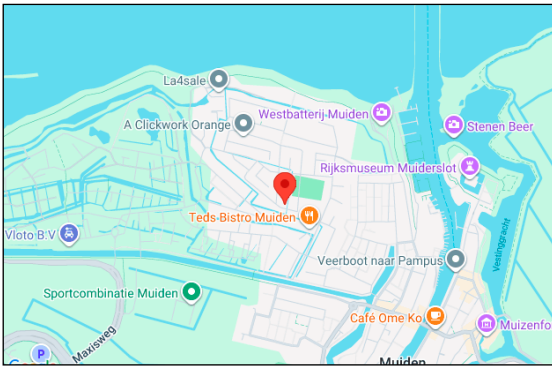 La4sale
Westbatterij Muiden
A Clickwork Orange
Stenen Beer
Rijksmuseum Muiderslot
Teds Bistro Muiden
Vloto B.V
Veerboot naar Pampus
Vestinggracht
Sportcombinatie Muiden
Café Ome Ko
Muizenfo
Maxisweg
P
Muiden